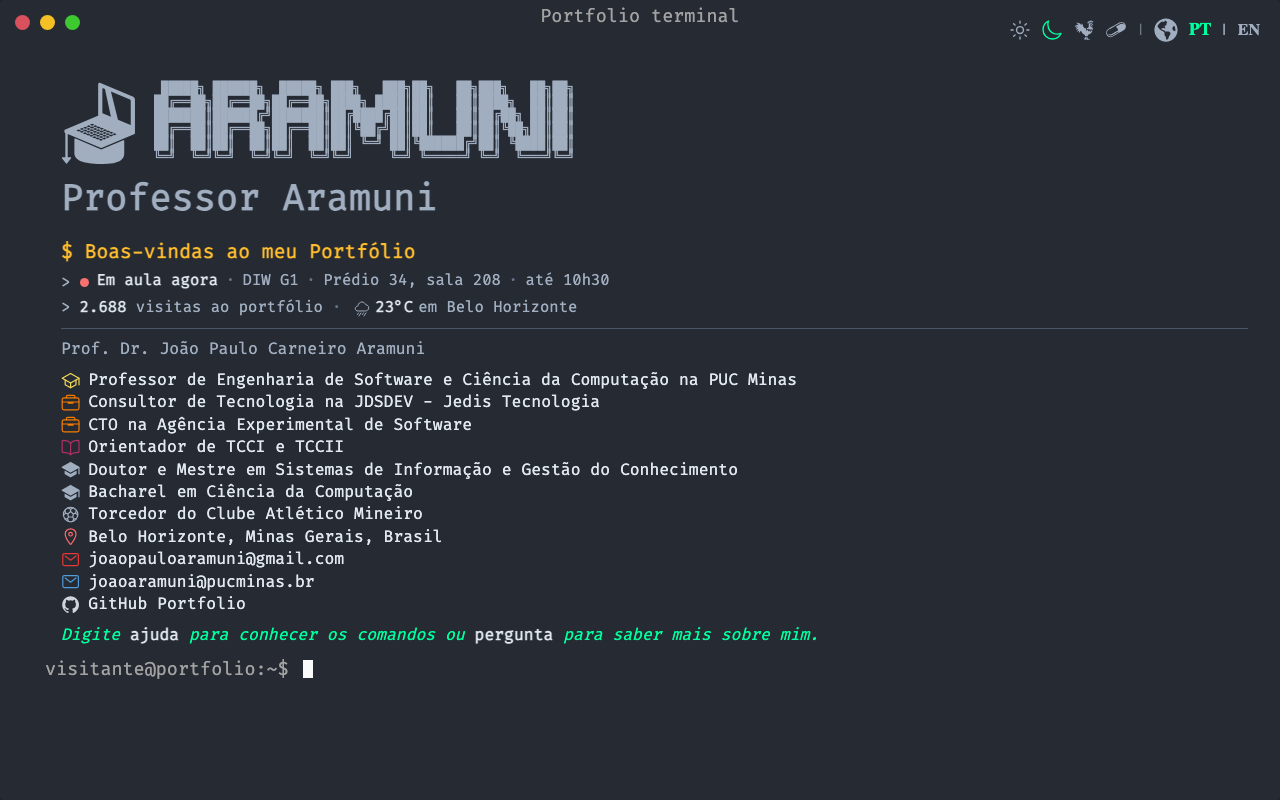 Portfolio terminal
PT | EN
ARAMUNI
Professor Aramuni
$ Boas-vindas ao meu Portfólio
> Em aula agora · DIW G1 · Prédio 34, sala 208 · até 10h30
> 2.688 visitas ao portfólio · 23°C em Belo Horizonte
Prof. Dr. João Paulo Carneiro Aramuni
Professor de Engenharia de Software e Ciência da Computação na PUC Minas
Consultor de Tecnologia na JDSDEV - Jedis Tecnologia
CTO na Agência Experimental de Software
Orientador de TCCI e TCCII
Doutor e Mestre em Sistemas de Informação e Gestão do Conhecimento
Bacharel em Ciência da Computação
Torcedor do Clube Atlético Mineiro
Belo Horizonte, Minas Gerais, Brasil
joaopauloaramuni@gmail.com
joaoaramuni@pucminas.br
GitHub Portfolio
Digite ajuda para conhecer os comandos ou pergunta para saber mais sobre mim.
visitante@portfolio:~$